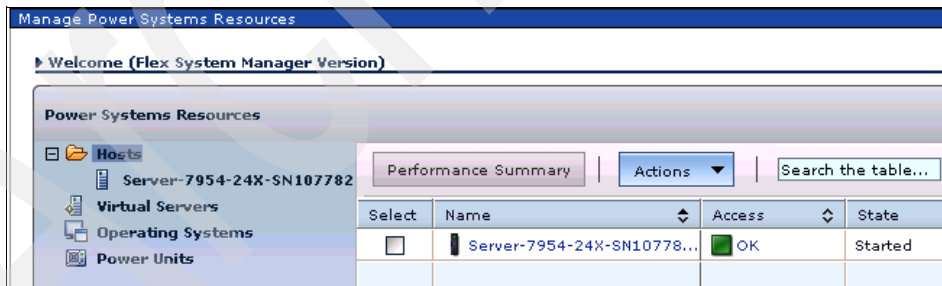 Manage Power Systems Resources
Welcome (Flex System Manager Version)
Power Systems Resources
Hosts
Server-7954-24X-SN107782
Virtual Servers
Operating Systems
Power Units
Performance Summary Actions Search the table...
Select Name Access State
Server-7954-24X-SN10778... OK Started